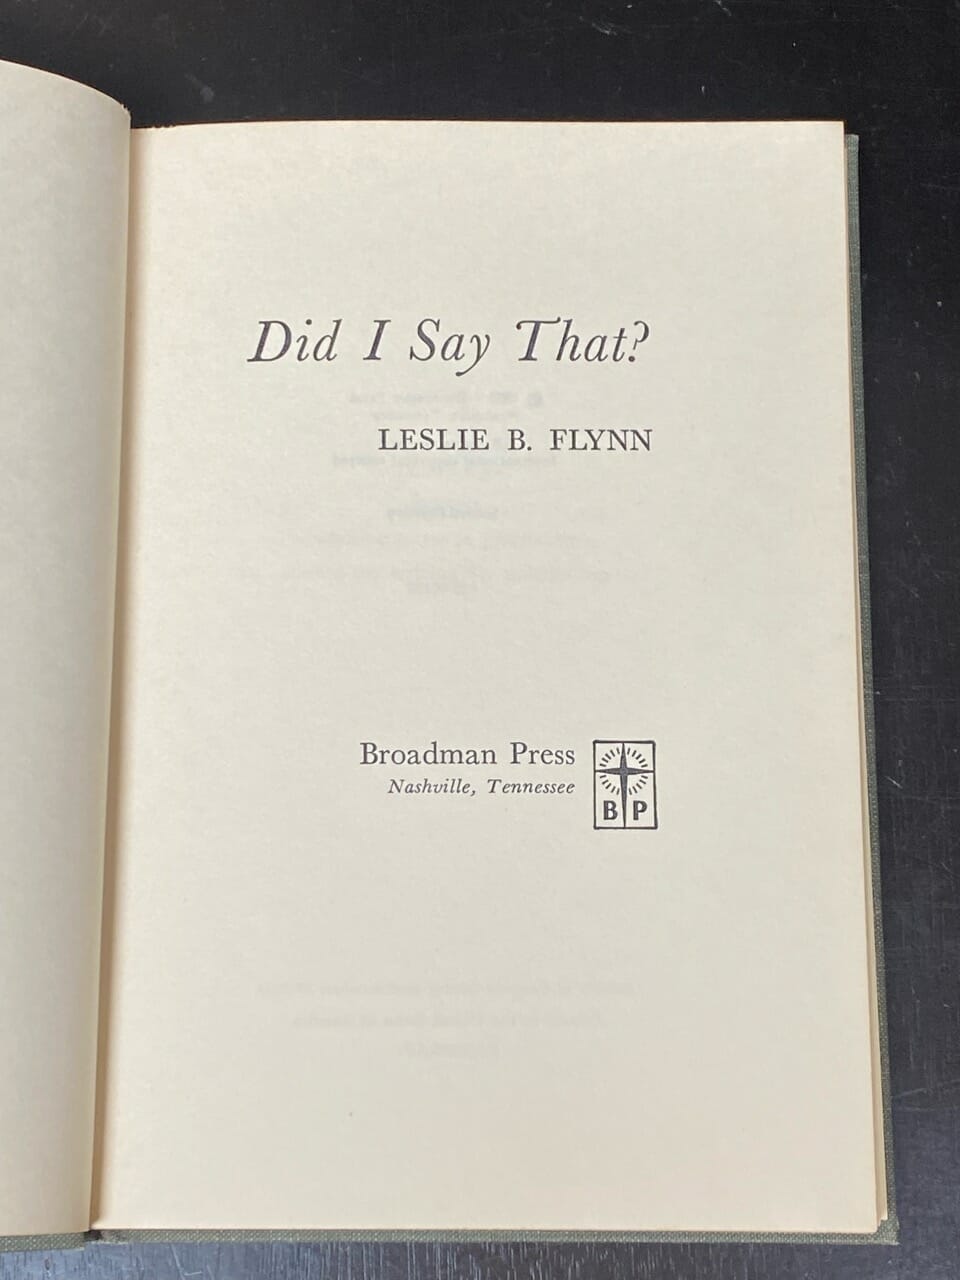 Did I Say That?
LESLIE B. FLYNN
Broadman Press
Nashville, Tennessee
B P